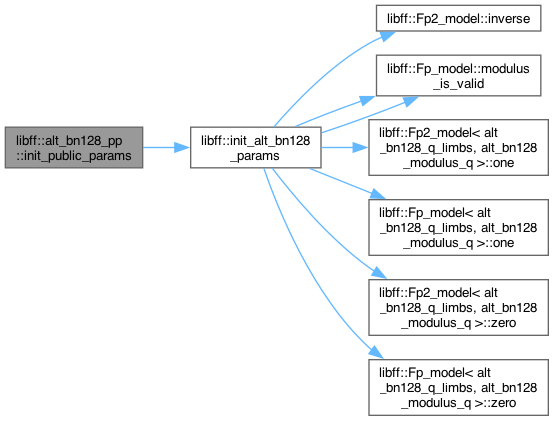 libff::alt_bn128_pp
::init_public_params
libff::init_alt_bn128
_params
libff::Fp2_model::inverse
libff::Fp_model::modulus
_is_valid
libff::Fp2_model< alt
_bn128_q_limbs, alt_bn128
_modulus_q >::one
libff::Fp_model< alt
_bn128_q_limbs, alt_bn128
_modulus_q >::one
libff::Fp2_model< alt
_bn128_q_limbs, alt_bn128
_modulus_q >::zero
libff::Fp_model< alt
_bn128_q_limbs, alt_bn128
_modulus_q >::zero